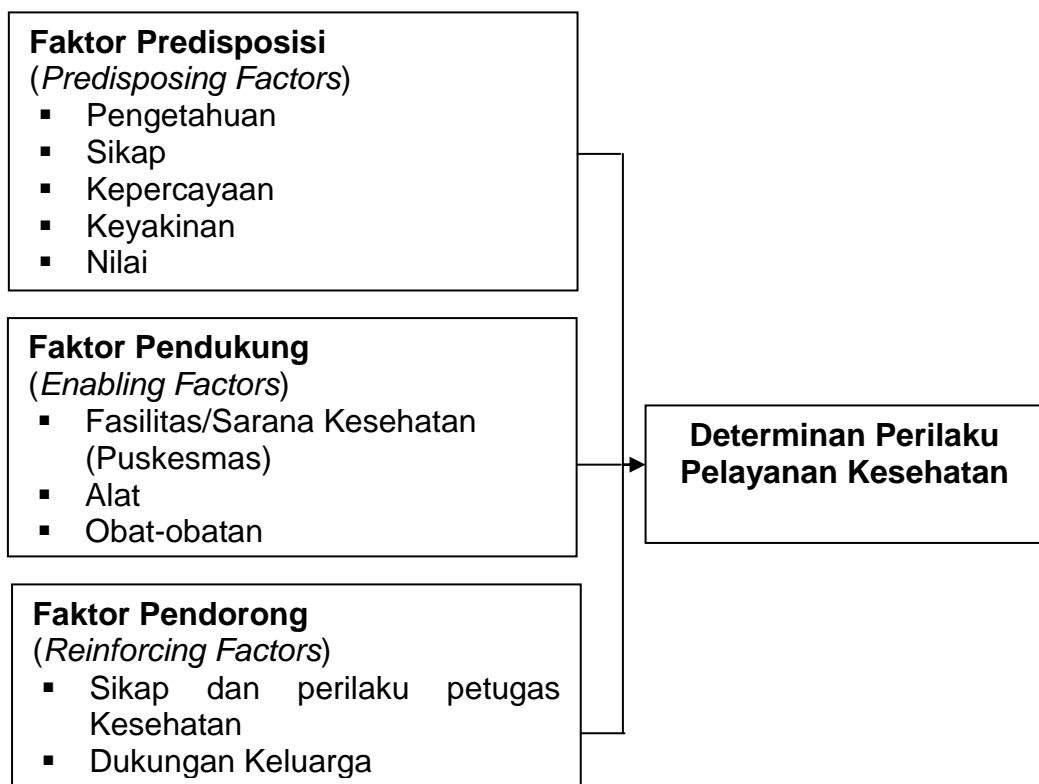 Faktor Predisposisi
(Predisposing Factors)
▪ Pengetahuan
▪ Sikap
▪ Kepercayaan
▪ Keyakinan
▪ Nilai
Faktor Pendukung
(Enabling Factors)
▪ Fasilitas/Sarana Kesehatan
(Puskesmas)
▪ Alat
▪ Obat-obatan
Determinan Perilaku
Pelayanan Kesehatan
Faktor Pendorong
(Reinforcing Factors)
▪ Sikap dan perilaku petugas
Kesehatan
▪ Dukungan Keluarga